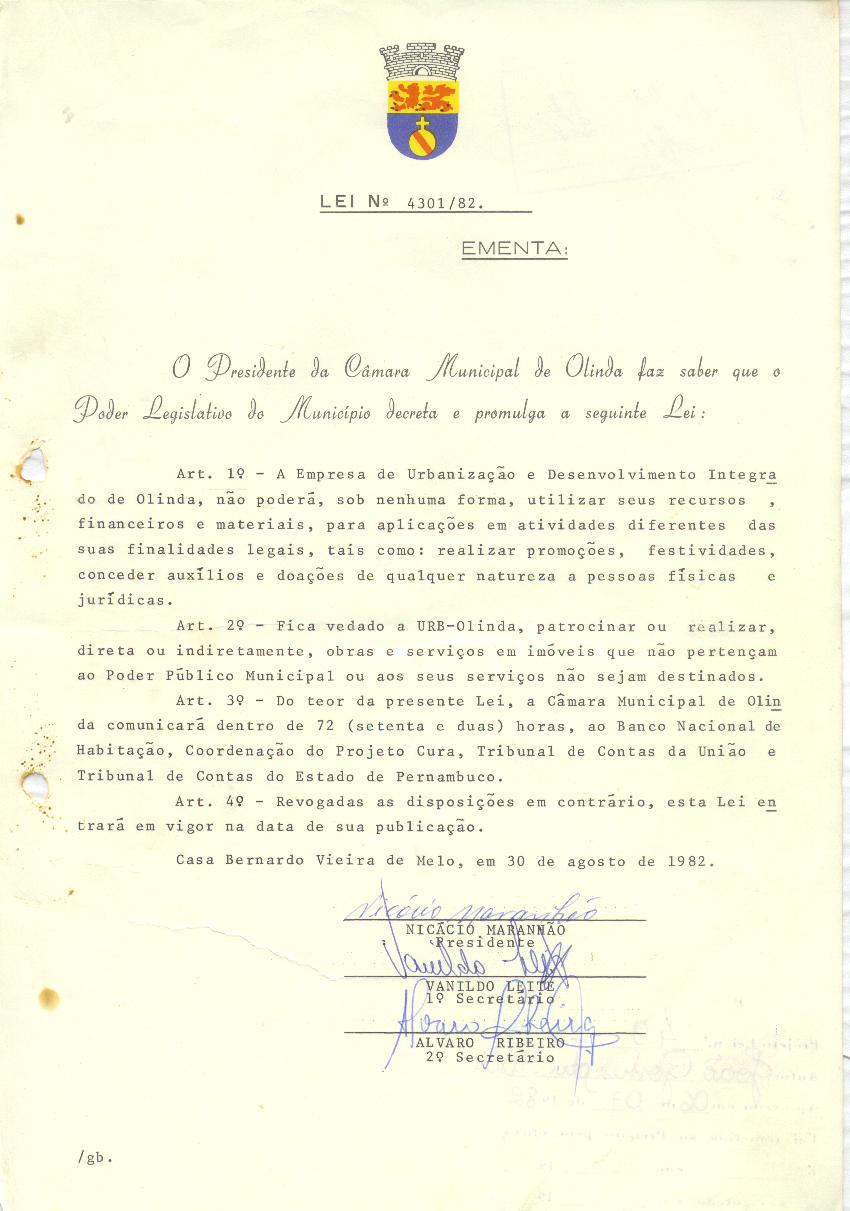 LEI Nº 4301/82.
EMENTA:
O Presidente da Câmara Municipal de Olinda faz saber que o
Poder Legislativo do Município decreta e promulga a seguinte Lei:
Art. 1º - A Empresa de Urbanização e Desenvolvimento Integra
do de Olinda, não poderá, sob nenhuma forma, utilizar seus recursos ,
financeiros e materiais, para aplicações em atividades diferentes das
suas finalidades legais, tais como: realizar promoções, festividades,
conceder auxílios e doações de qualquer natureza a pessoas físicas e
jurídicas.
Art. 2º - Fica vedado a URB-Olinda, patrocinar ou realizar,
direta ou indiretamente, obras e serviços em imóveis que não pertençam
ao Poder Público Municipal ou aos seus serviços não sejam destinados.
Art. 3º - Do teor da presente Lei, a Câmara Municipal de Olin
da comunicará dentro de 72 (setenta e duas) horas, ao Banco Nacional de
Habitação, Coordenação do Projeto Cura, Tribunal de Contas da União e
Tribunal de Contas do Estado de Pernambuco.
Art. 4º - Revogadas as disposições em contrário, esta Lei en
trará em vigor na data de sua publicação.
Casa Bernardo Vieira de Melo, em 30 de agosto de 1982.
Nicácio Maranhão
NICÁCIO MARANHÃO
Presidente
Vanildo Leite
VANILDO LEITE
1º Secretário
Alvaro Ribeiro
ALVARO RIBEIRO
2º Secretário
/gb.